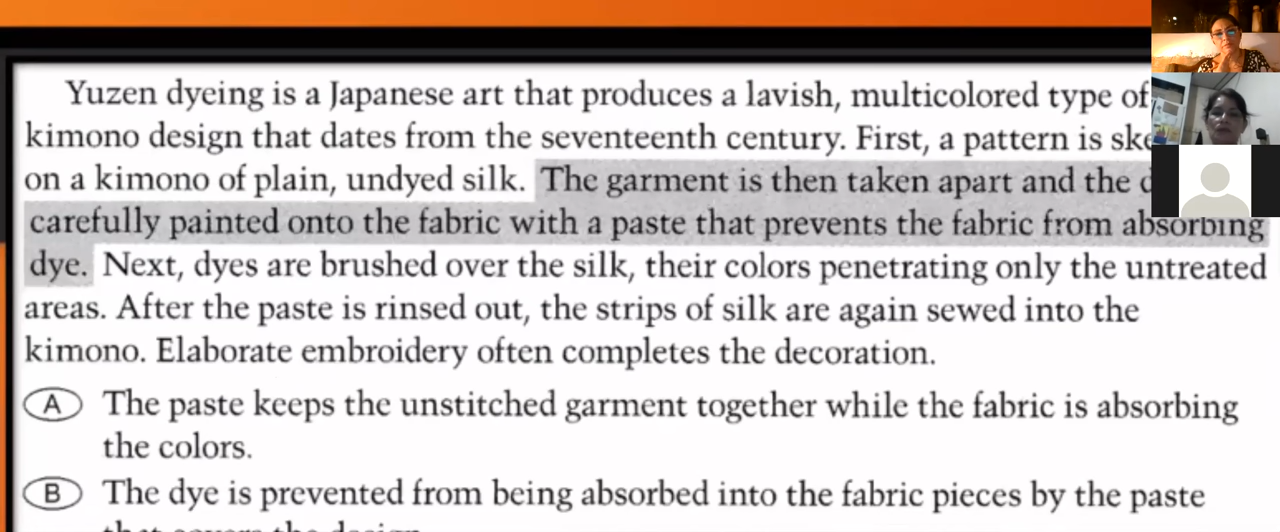 Yuzen dyeing is a Japanese art that produces a lavish, multicolored type of
kimono design that dates from the seventeenth century. First, a pattern is
on a kimono of plain, undyed silk. The garment is then taken apart and the
carefully painted onto the fabric with a paste that prevents the fabric from absorbing
dye. Next, dyes are brushed over the silk, their colors penetrating only the untreated
areas. After the paste is rinsed out, the strips of silk are again sewed into the
kimono. Elaborate embroidery often completes the decoration.
A The paste keeps the unstitched garment together while the fabric is absorbing
the colors.
B The dye is prevented from being absorbed into the fabric pieces by the paste
that covers the design.